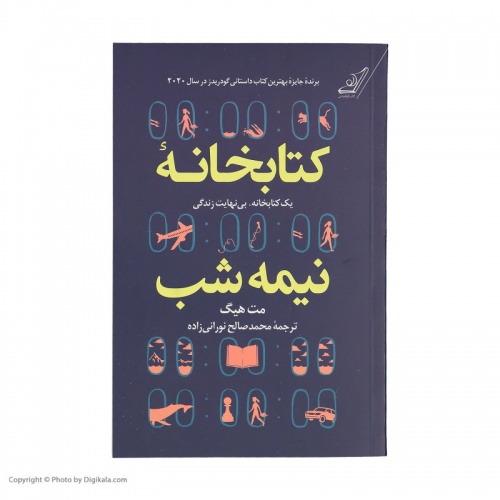 برندهٔ جایزهٔ بهترین کتاب داستانی گودریدز در سال ۲۰۲۰
کتابخانهٔ
یک کتابخانه. بی‌نهایت زندگی
نیمه شب
مت هیگ
ترجمهٔ محمدصالح نورانی‌زاده
Copyright © Photo by Digikala.com